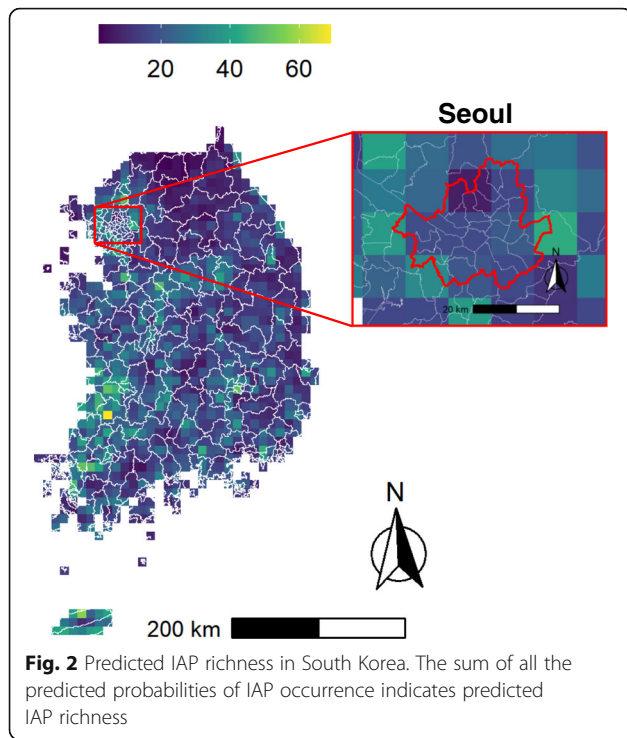 20 40 60
Seoul
N
20 km
N
200 km
Fig. 2 Predicted IAP richness in South Korea. The sum of all the
predicted probabilities of IAP occurrence indicates predicted
IAP richness